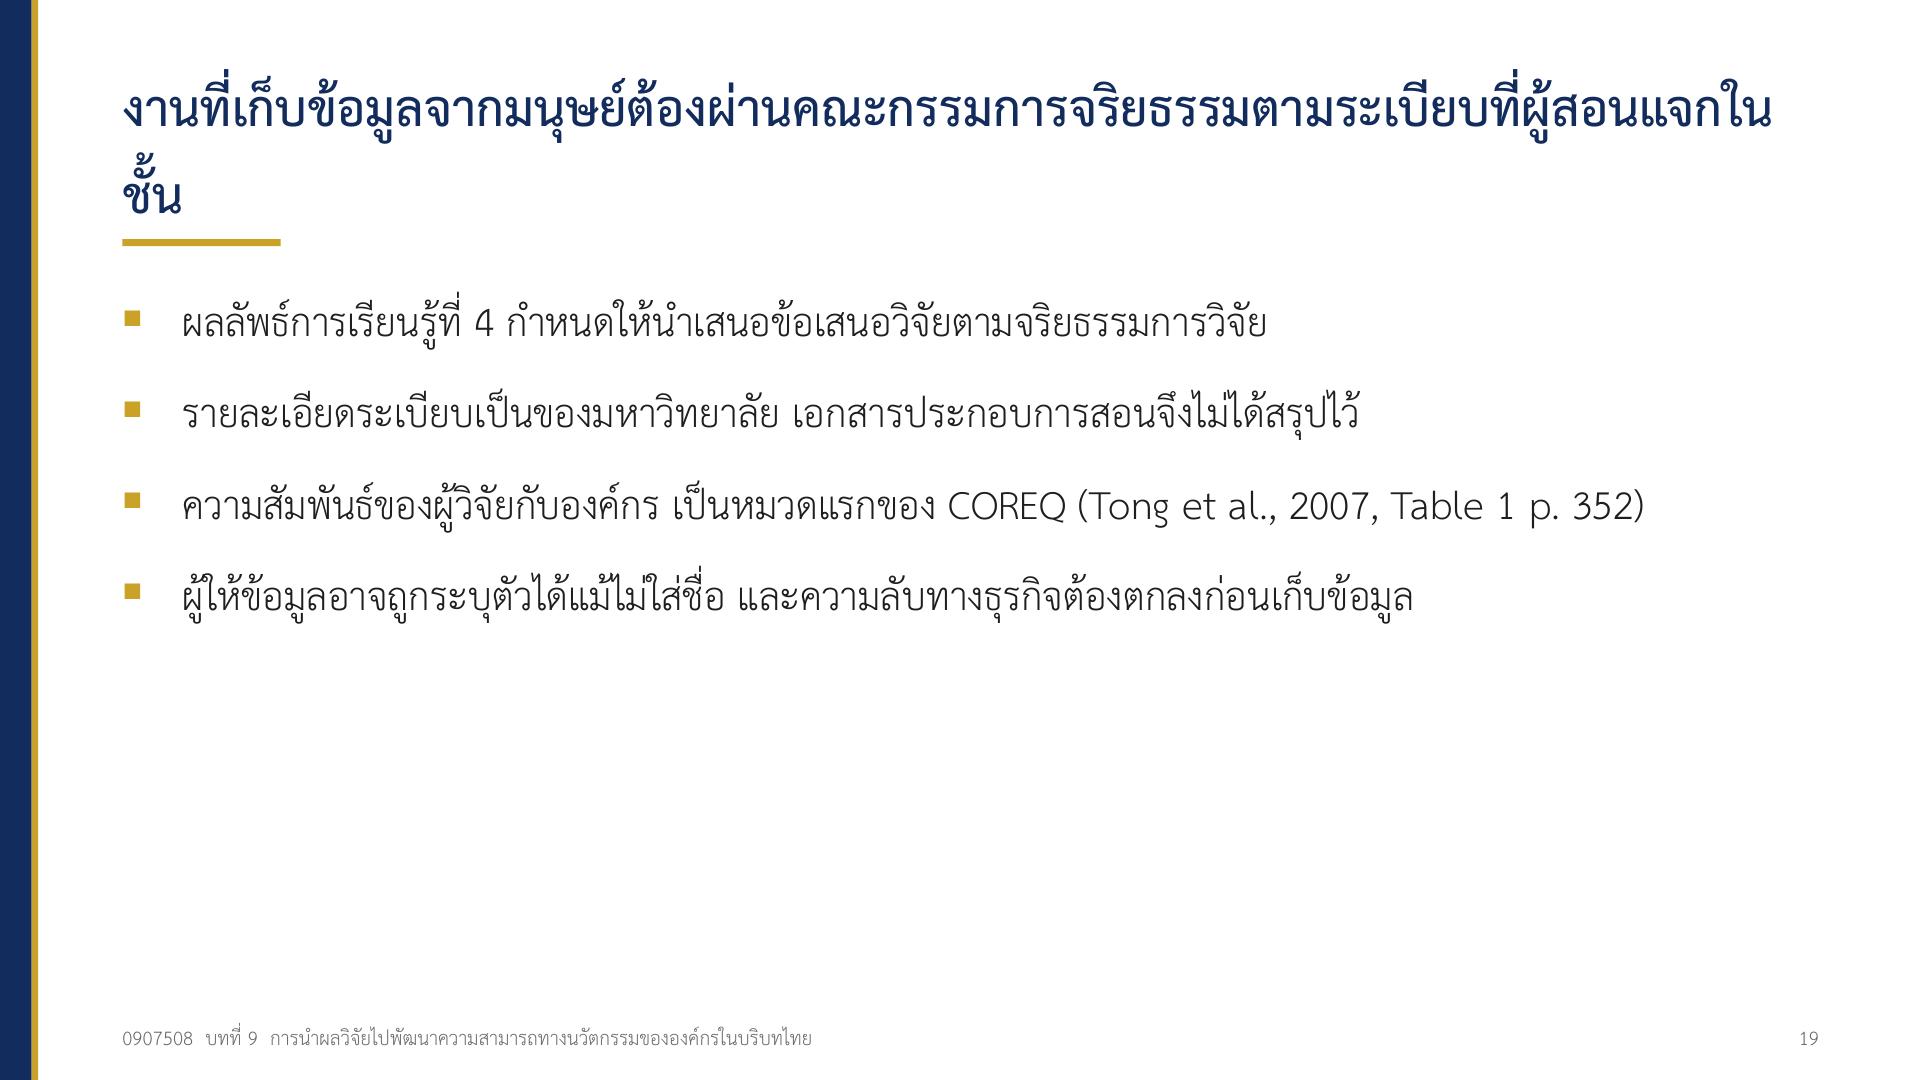 งานที่เก็บข้อมูลจากมนุษย์ต้องผ่านคณะกรรมการจริยธรรมตามระเบียบที่ผู้สอนแจกใน
ชั้น
ผลลัพธ์การเรียนรู้ที่ 4 กำหนดให้นำเสนอข้อเสนอวิจัยตามจริยธรรมการวิจัย
รายละเอียดระเบียบเป็นของมหาวิทยาลัย เอกสารประกอบการสอนจึงไม่ได้สรุปไว้
ความสัมพันธ์ของผู้วิจัยกับองค์กร เป็นหมวดแรกของ COREQ (Tong et al., 2007, Table 1 p. 352)
ผู้ให้ข้อมูลอาจถูกระบุตัวได้แม้ไม่ใส่ชื่อ และความลับทางธุรกิจต้องตกลงก่อนเก็บข้อมูล
0907508 บทที่ 9 การนำผลวิจัยไปพัฒนาความสามารถทางนวัตกรรมขององค์กรในบริบทไทย
19